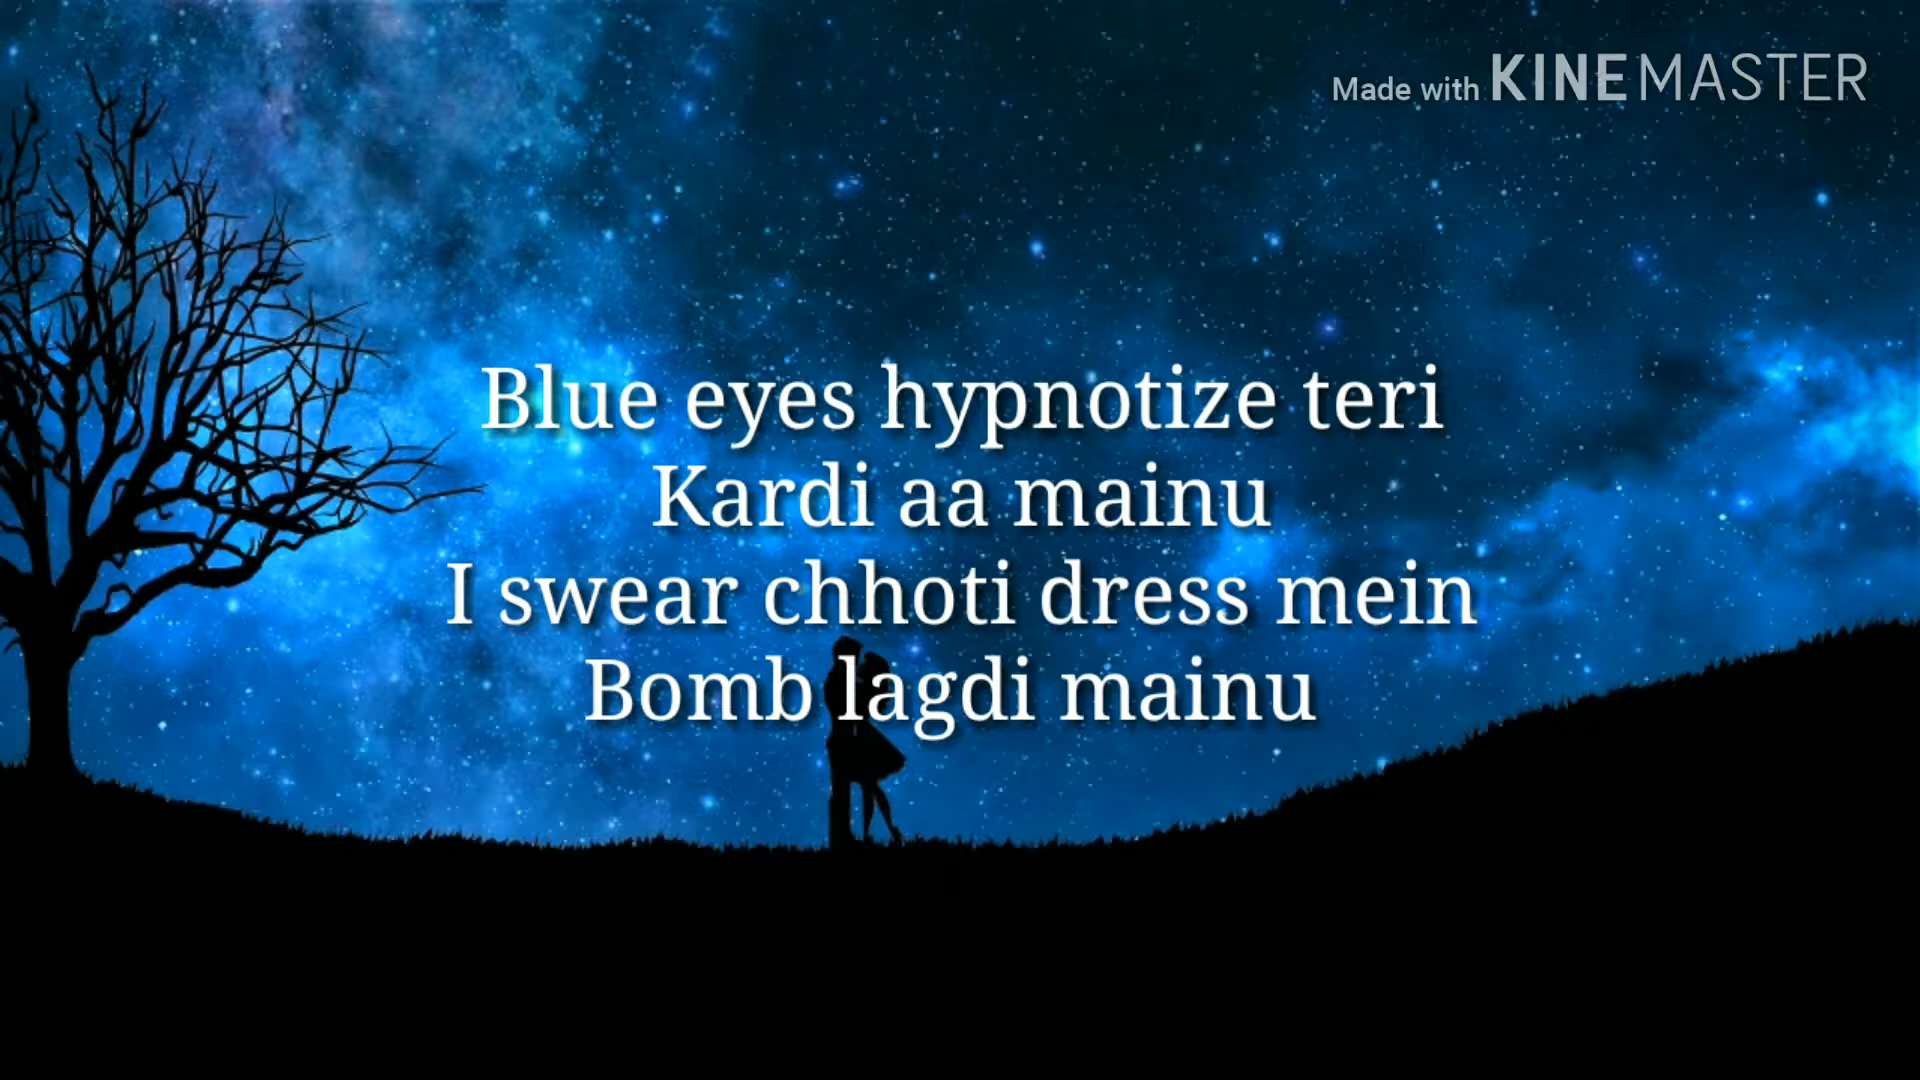 Made with KINEMASTER
Blue eyes hypnotize teri
Kardi aa mainu
I swear chhoti dress mein
Bomb lagdi mainu